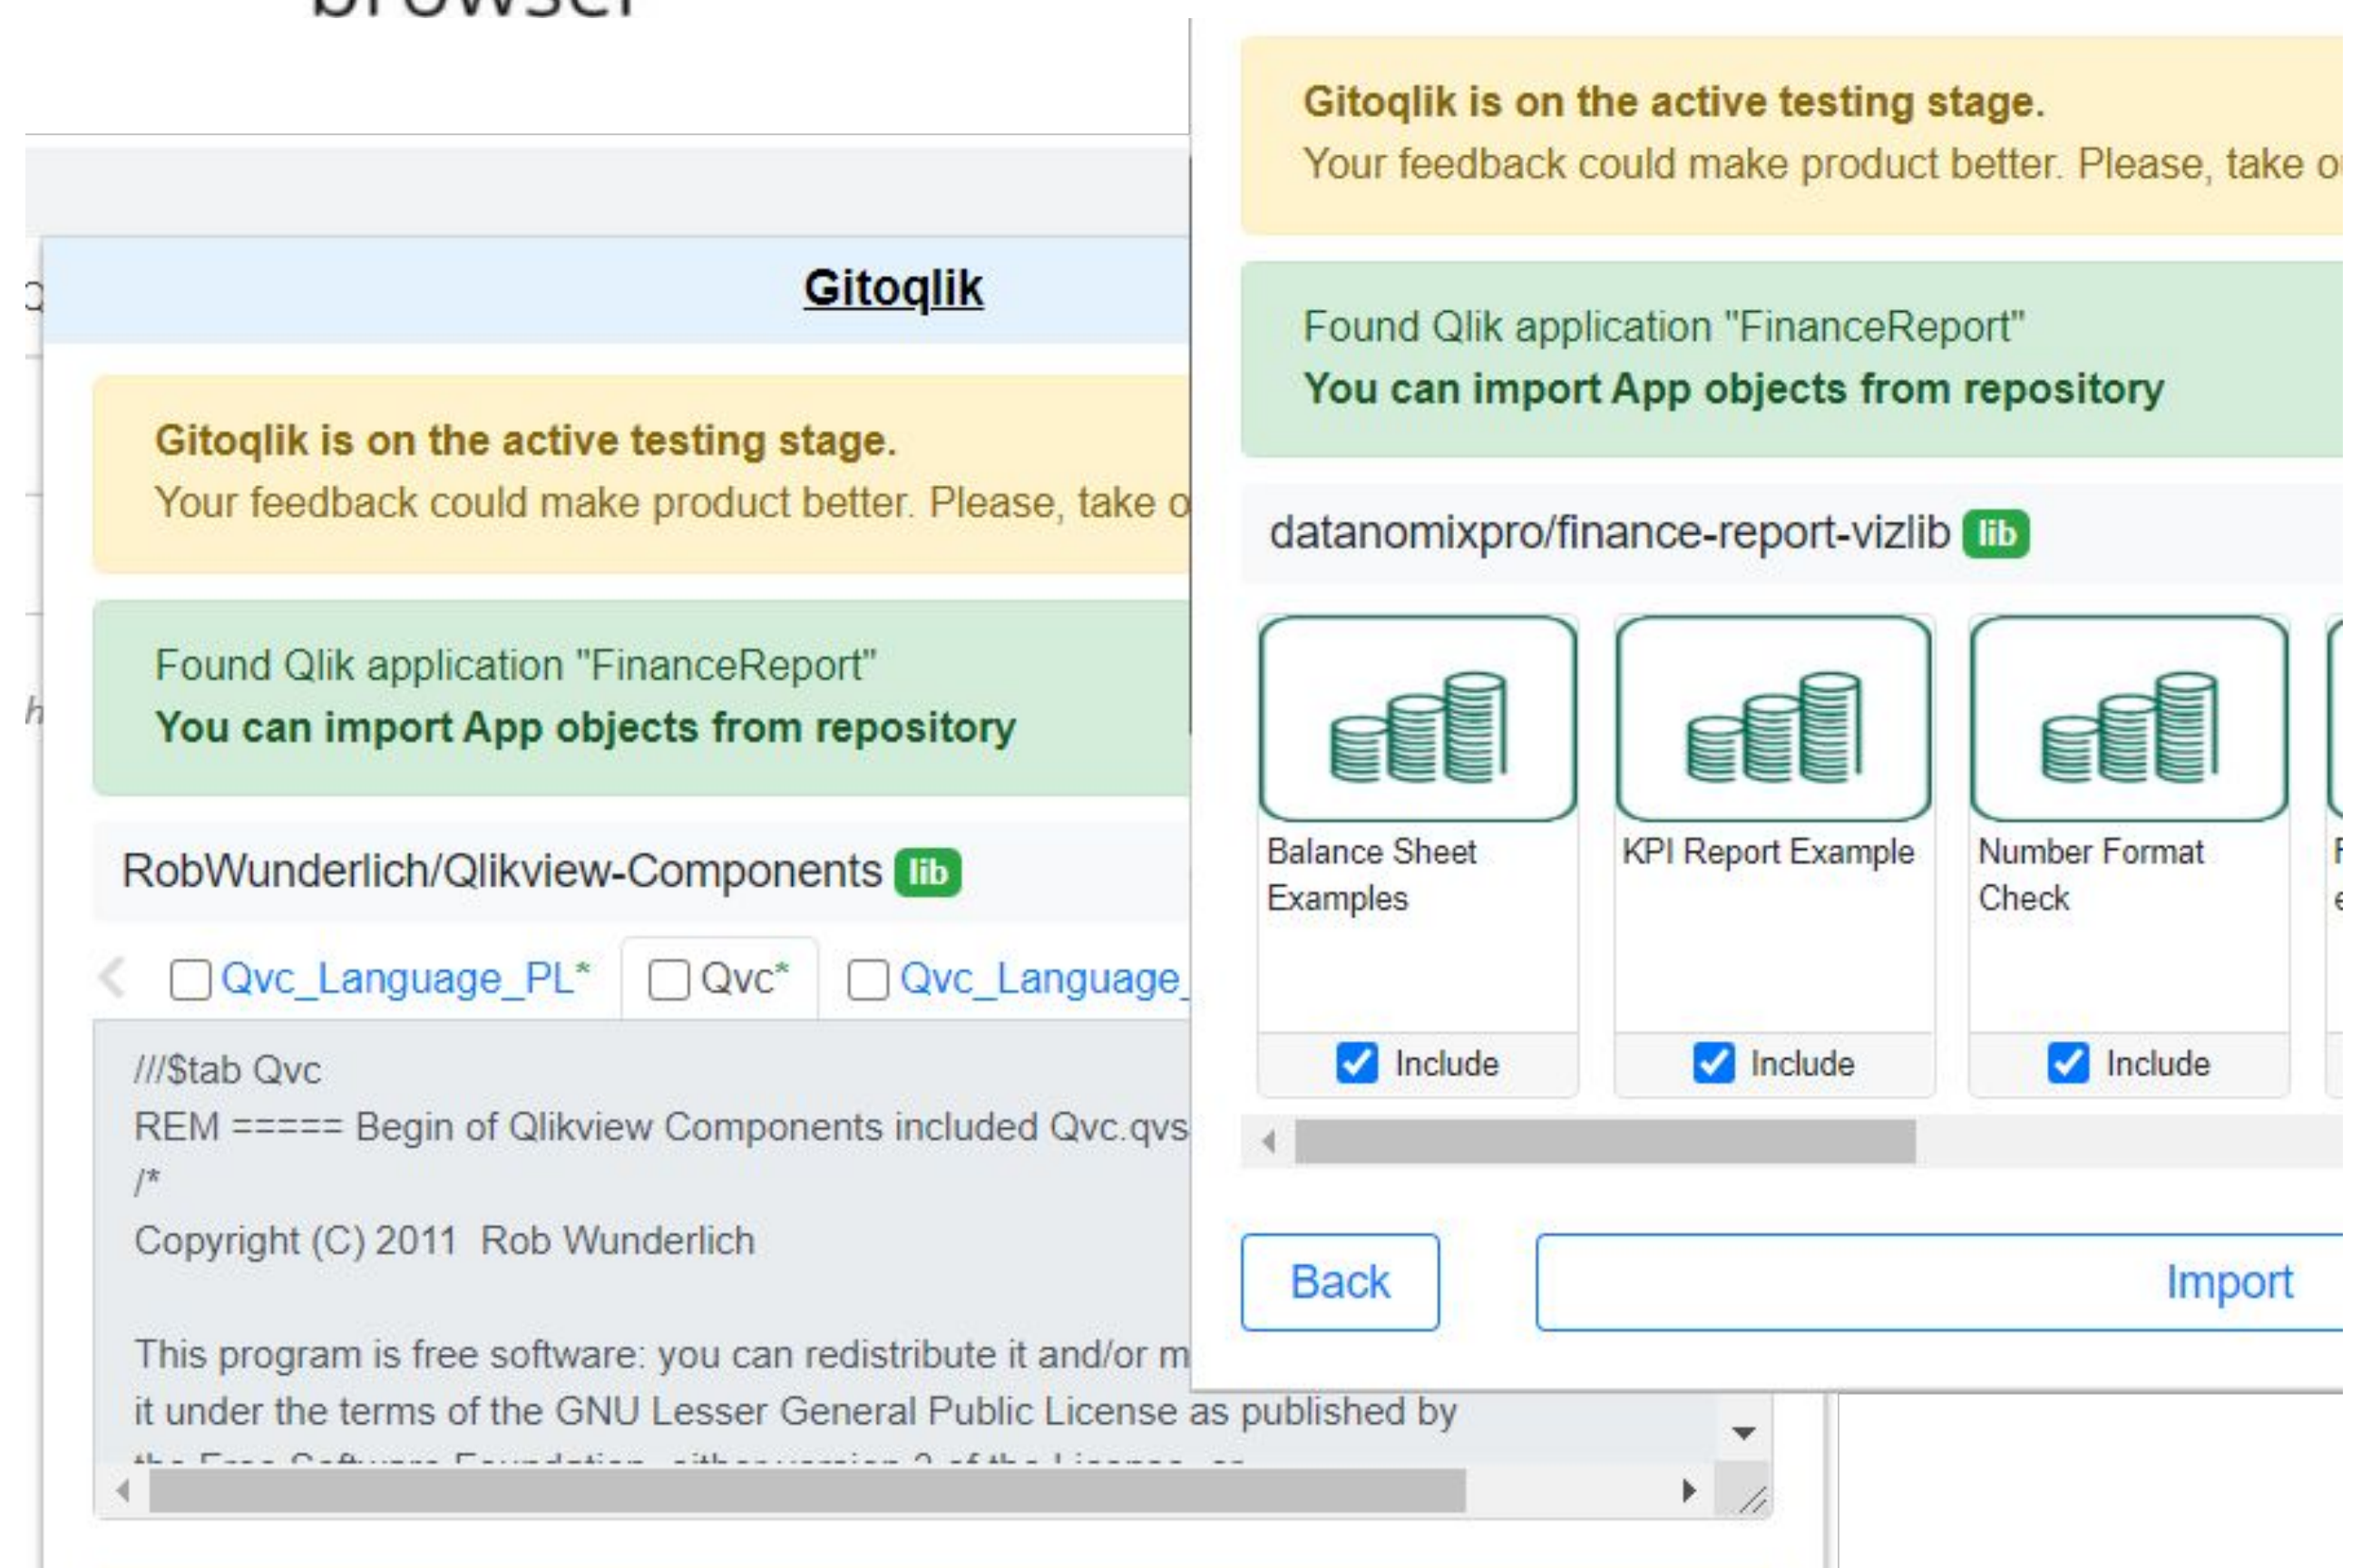 browser
Gitoqlik
Gitoqlik is on the active testing stage.
Your feedback could make product better. Please, take
Found Qlik application "FinanceReport"
You can import App objects from repository
RobWunderlich/Qlikview-Components lib
Qvc_Language_PL* Qvc* Qvc_Language_
///$tab Qvc
REM ===== Begin of Qlikview Components included Qvc.qvs
/*
Copyright (C) 2011 Rob Wunderlich
This program is free software: you can redistribute it and/or
it under the terms of the GNU Lesser General Public License as published by
Gitoqlik is on the active testing stage.
Your feedback could make product better. Please, take
Found Qlik application "FinanceReport"
You can import App objects from repository
datanomixpro/finance-report-vizlib lib
Balance Sheet
Examples
Include
KPI Report Example
Include
Number Format
Check
Include
Back
Import